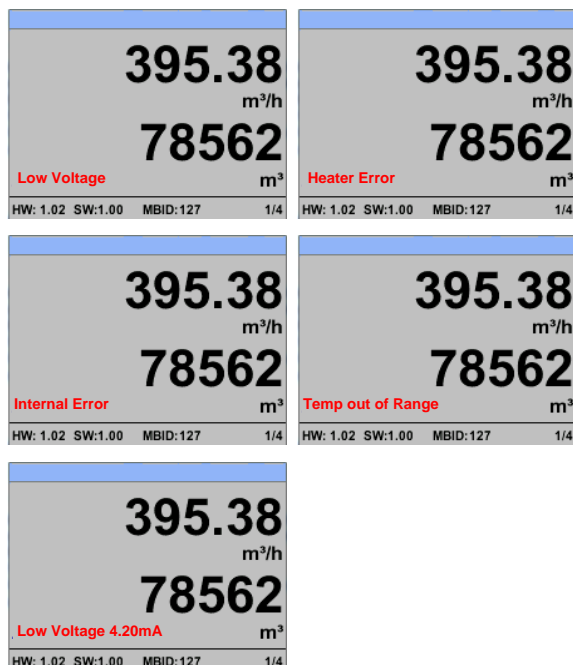 395.38
m³/h
78562
Low Voltage
m³
HW: 1.02 SW:1.00 MBID:127 1/4
395.38
m³/h
78562
Heater Error
m³
HW: 1.02 SW:1.00 MBID:127 1/4
395.38
m³/h
78562
Internal Error
m³
HW: 1.02 SW:1.00 MBID:127 1/4
395.38
m³/h
78562
Temp out of Range
m³
HW: 1.02 SW:1.00 MBID:127 1/4
395.38
m³/h
78562
Low Voltage 4.20mA
m³
HW: 1.02 SW:1.00 MBID:127 1/4